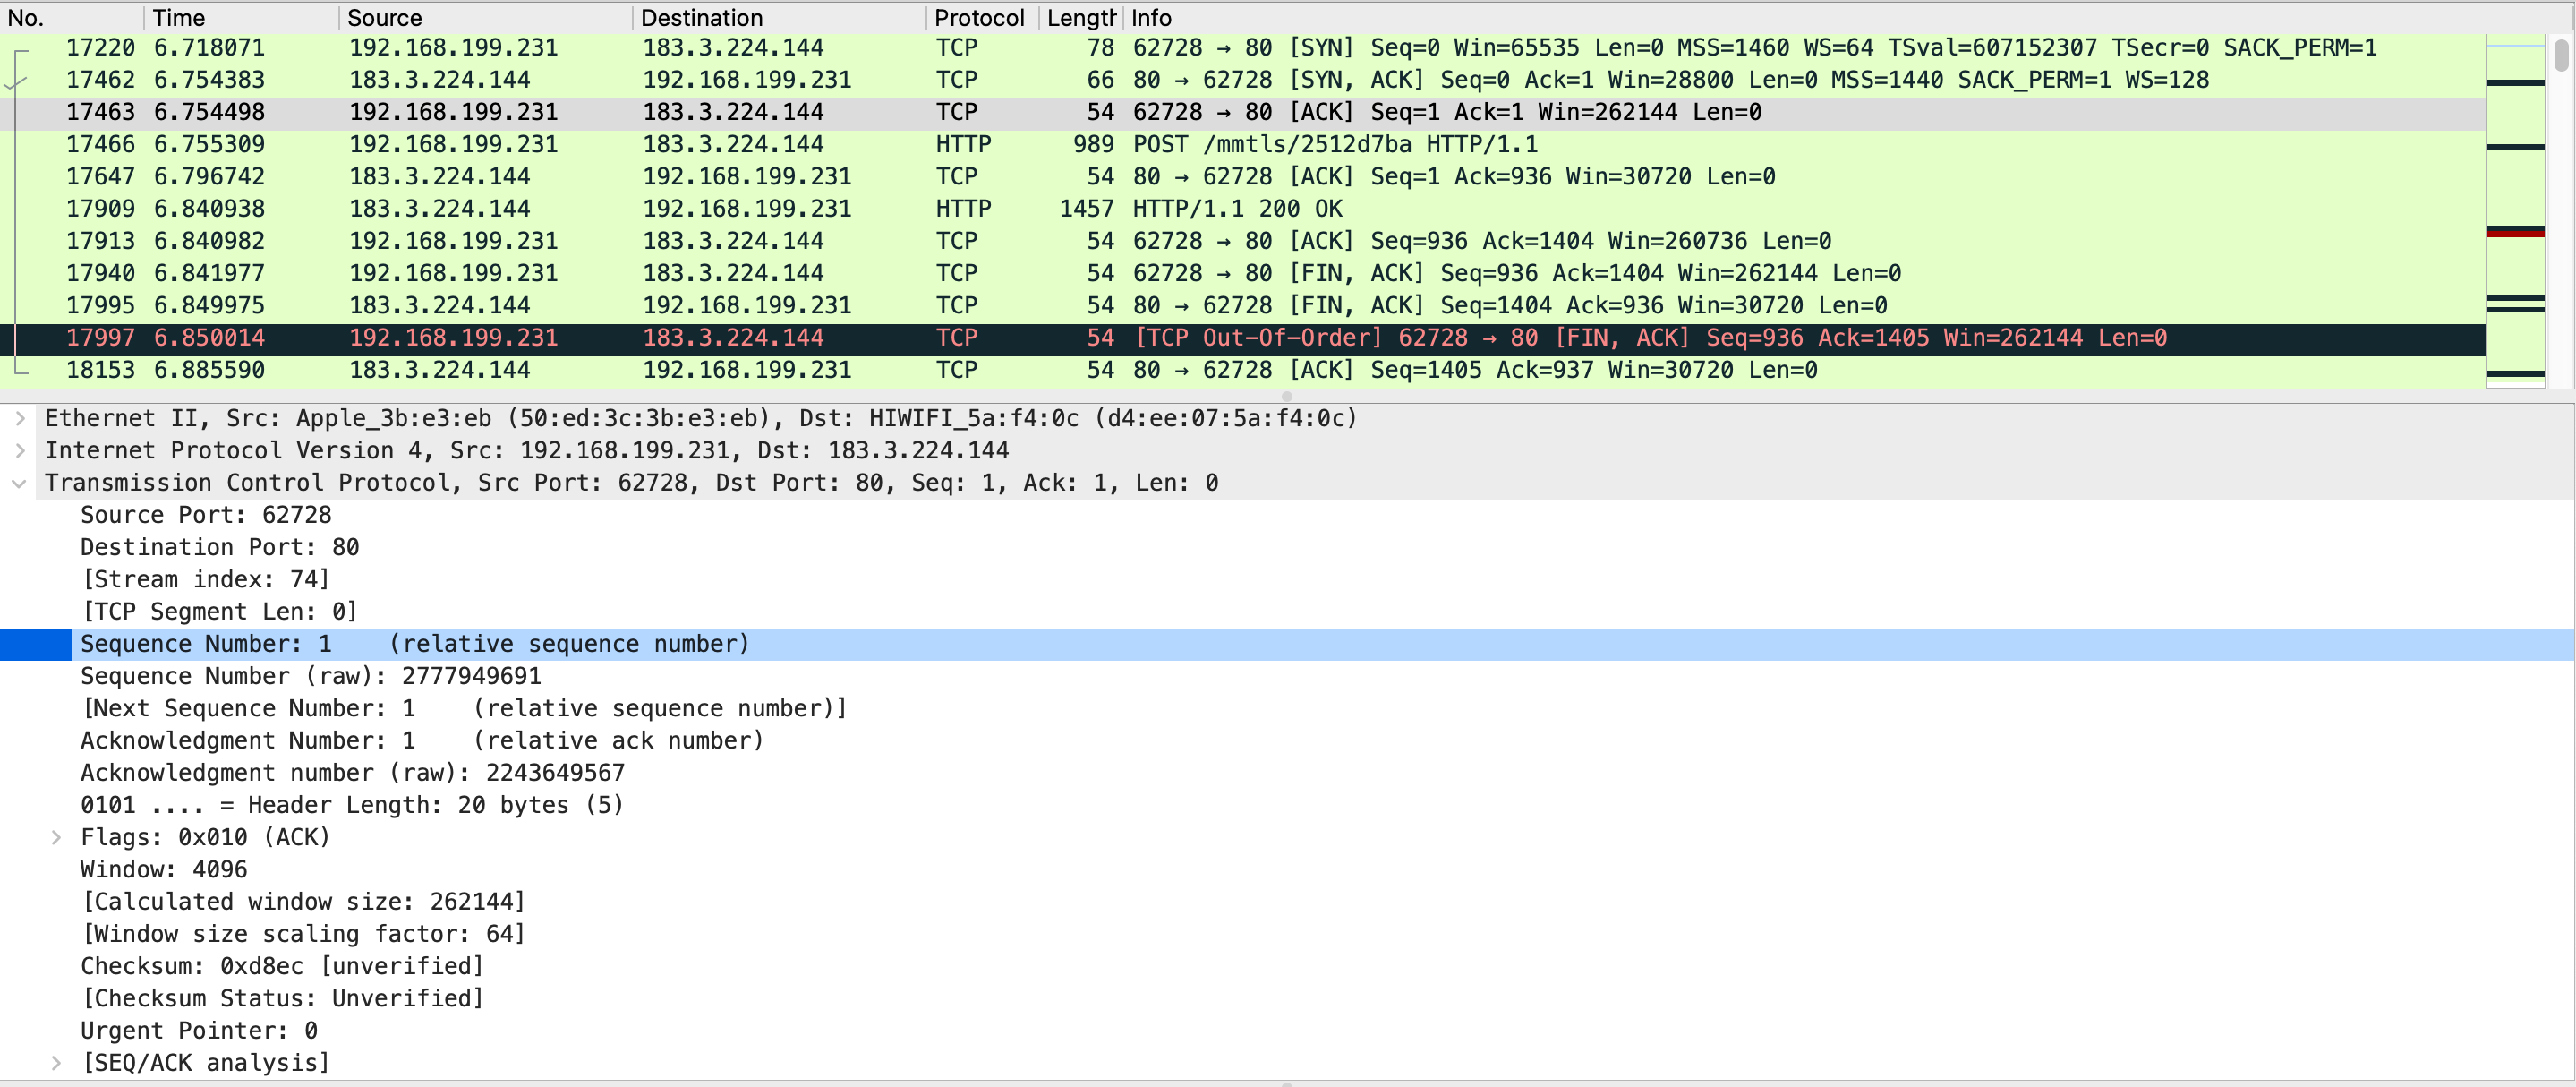 No. Time Source Destination Protocol Length Info
17220 6.718071 192.168.199.231 183.3.224.144 TCP 78 62728 → 80 [SYN] Seq=0 Win=65535 Len=0 MSS=1460 WS=64 TSval=607152307 TSecr=0 SACK_PERM=1
17462 6.754383 183.3.224.144 192.168.199.231 TCP 66 80 → 62728 [SYN, ACK] Seq=0 Ack=1 Win=28800 Len=0 MSS=1440 SACK_PERM=1 WS=128
17463 6.754498 192.168.199.231 183.3.224.144 TCP 54 62728 → 80 [ACK] Seq=1 Ack=1 Win=262144 Len=0
17466 6.755309 192.168.199.231 183.3.224.144 HTTP 989 POST /mmtls/2512d7ba HTTP/1.1
17647 6.796742 183.3.224.144 192.168.199.231 TCP 54 80 → 62728 [ACK] Seq=1 Ack=936 Win=30720 Len=0
17909 6.840938 183.3.224.144 192.168.199.231 HTTP 1457 HTTP/1.1 200 OK
17913 6.840982 192.168.199.231 183.3.224.144 TCP 54 62728 → 80 [ACK] Seq=936 Ack=1404 Win=260736 Len=0
17940 6.841977 192.168.199.231 183.3.224.144 TCP 54 62728 → 80 [FIN, ACK] Seq=936 Ack=1404 Win=262144 Len=0
17995 6.849975 183.3.224.144 192.168.199.231 TCP 54 80 → 62728 [FIN, ACK] Seq=1404 Ack=936 Win=30720 Len=0
17997 6.850014 192.168.199.231 183.3.224.144 TCP 54 [TCP Out-Of-Order] 62728 → 80 [FIN, ACK] Seq=936 Ack=1405 Win=262144 Len=0
18153 6.885590 183.3.224.144 192.168.199.231 TCP 54 80 → 62728 [ACK] Seq=1405 Ack=937 Win=30720 Len=0
Ethernet II, Src: Apple_3b:e3:eb (50:ed:3c:3b:e3:eb), Dst: HIWIFI_5a:f4:0c (d4:ee:07:5a:f4:0c)
Internet Protocol Version 4, Src: 192.168.199.231, Dst: 183.3.224.144
Transmission Control Protocol, Src Port: 62728, Dst Port: 80, Seq: 1, Ack: 1, Len: 0
Source Port: 62728
Destination Port: 80
[Stream index: 74]
[TCP Segment Len: 0]
Sequence Number: 1 (relative sequence number)
Sequence Number (raw): 2777949691
[Next Sequence Number: 1 (relative sequence number)]
Acknowledgment Number: 1 (relative ack number)
Acknowledgment number (raw): 2243649567
0101 .... = Header Length: 20 bytes (5)
Flags: 0x010 (ACK)
Window: 4096
[Calculated window size: 262144]
[Window size scaling factor: 64]
Checksum: 0xd8ec [unverified]
[Checksum Status: Unverified]
Urgent Pointer: 0
[SEQ/ACK analysis]